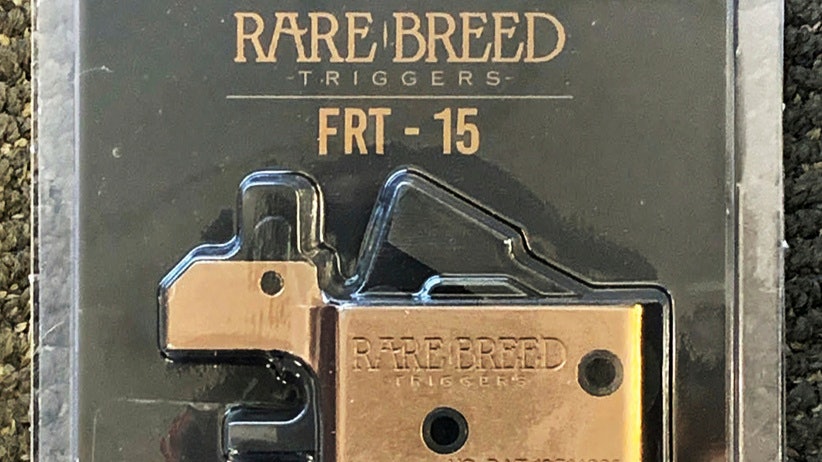 RARE BREED
-TRIGGERS-
FRT - 15
RARE BREED
TRIGGERS